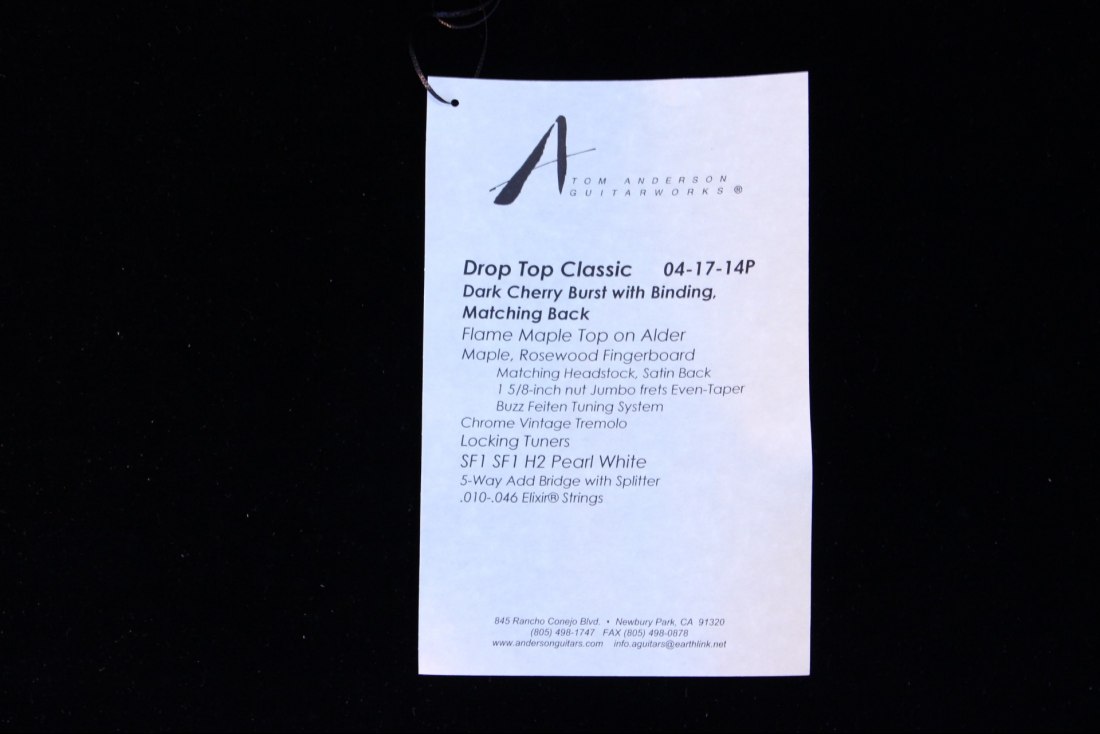 A
TOM ANDERSON
GUITARWORKS ®
Drop Top Classic 04-17-14P
Dark Cherry Burst with Binding,
Matching Back
Flame Maple Top on Alder
Maple, Rosewood Fingerboard
Matching Headstock, Satin Back
1 5/8-inch nut Jumbo frets Even-Taper
Buzz Feiten Tuning System
Chrome Vintage Tremolo
Locking Tuners
SF1 SF1 H2 Pearl White
5-Way Add Bridge with Splitter
.010-.046 Elixir® Strings
845 Rancho Conejo Blvd. • Newbury Park, CA 91320
(805) 498-1747 FAX (805) 498-0878
www.andersonguitars.com info.aguitars@earthlink.net